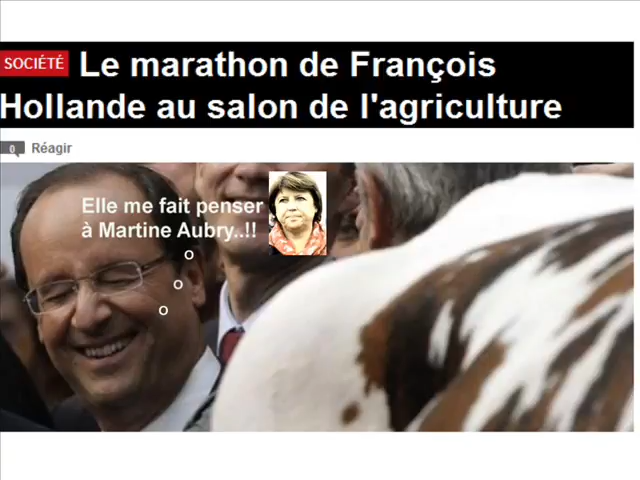 SOCIÉTÉ Le marathon de François
Hollande au salon de l'agriculture
0 Réagir
Elle me fait penser
à Martine Aubry..!!